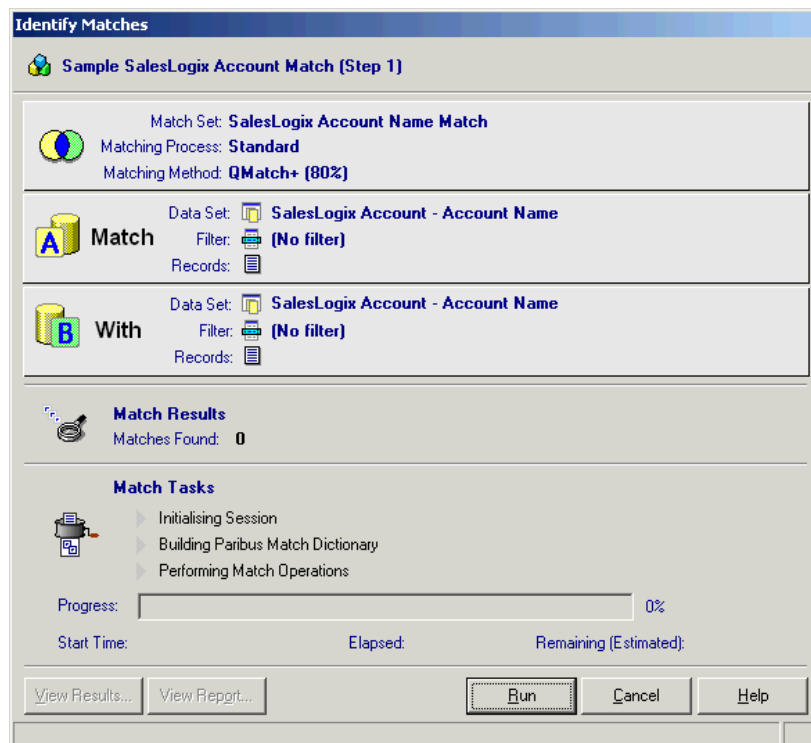 Identify Matches
Sample SalesLogix Account Match (Step 1)
Match Set: SalesLogix Account Name Match
Matching Process: Standard
Matching Method: QMatch+ (80%)
A Match
Data Set: SalesLogix Account - Account Name
Filter: (No filter)
Records:
B With
Data Set: SalesLogix Account - Account Name
Filter: (No filter)
Records:
Match Results
Matches Found: 0
Match Tasks
Initialising Session
Building Paribus Match Dictionary
Performing Match Operations
Progress: 0%
Start Time: Elapsed: Remaining (Estimated):
View Results... View Report... Run Cancel Help